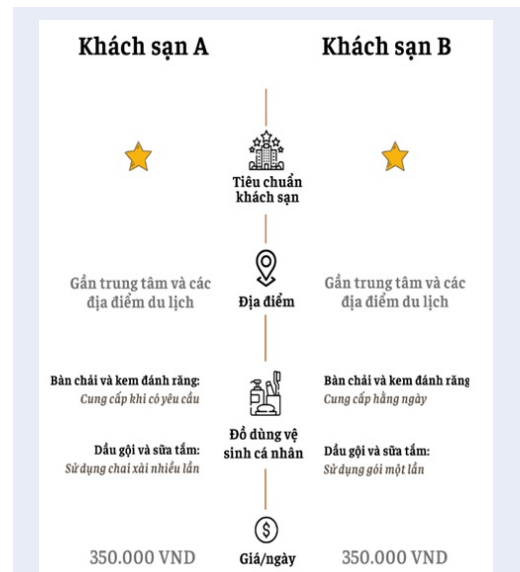 Khách sạn A
Khách sạn B
Tiêu chuẩn
khách sạn
Gần trung tâm và các
địa điểm du lịch
Địa điểm
Gần trung tâm và các
địa điểm du lịch
Bàn chải và kem đánh răng:
Cung cấp khi có yêu cầu
Dầu gội và sữa tắm:
Sử dụng chai xài nhiều lần
Đồ dùng vệ
sinh cá nhân
Bàn chải và kem đánh răng
Cung cấp hằng ngày
Dầu gội và sữa tắm:
Sử dụng gói một lần
350.000 VND
$
Giá/ngày
350.000 VND